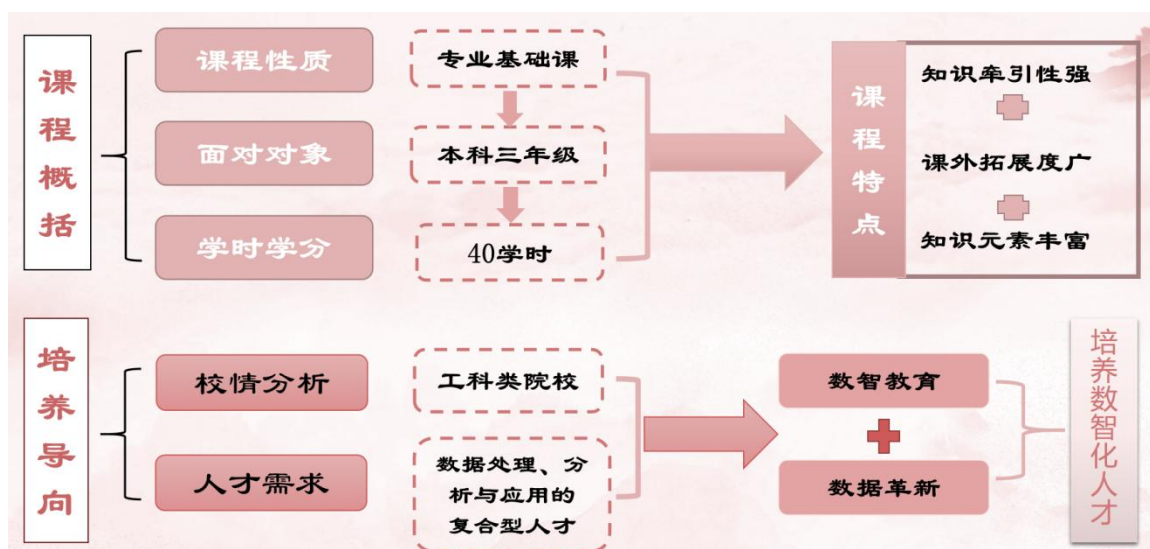 课程概括
课程性质
专业基础课
面对对象
本科三年级
学时学分
40学时
课程特点
知识牵引性强
课外拓展度广
知识元素丰富
培养导向
校情分析
工科类院校
人才需求
数据处理、分
析与应用的
复合型人才
数智教育
数据革新
培养数智化人才